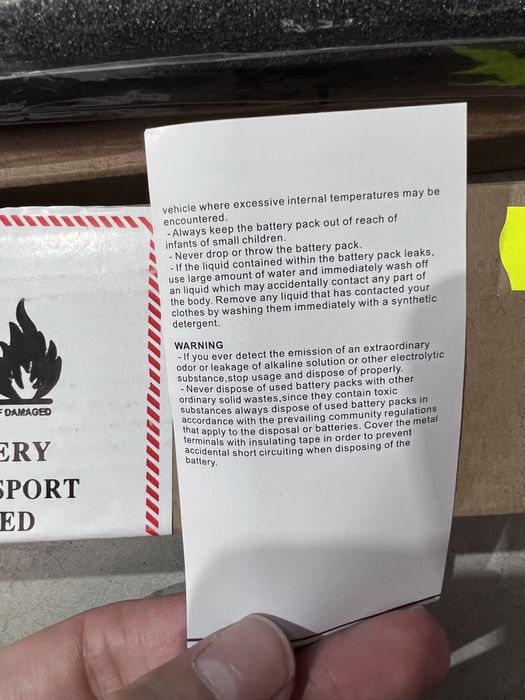 vehicle where excessive internal temperatures may be
encountered.
- Always keep the battery pack out of reach of
infants of small children.
- Never drop or throw the battery pack.
- If the liquid contained within the battery pack leaks,
use large amount of water and immediately wash off
an liquid which may accidentally contact any part of
the body. Remove any liquid that has contacted your
clothes by washing them immediately with a synthetic
detergent.
WARNING
- If you ever detect the emission of an extraordinary
odor or leakage of alkaline solution or other electrolytic
substance,stop usage and dispose of properly.
- Never dispose of used battery packs with other
ordinary solid wastes,since they contain toxic
substances always dispose of used battery packs in
accordance with the prevailing community regulations
that apply to the disposal or batteries. Cover the metal
terminals with insulating tape in order to prevent
accidental short circuiting when disposing of the
battery.
F DAMAGED
ERY
SPORT
ED